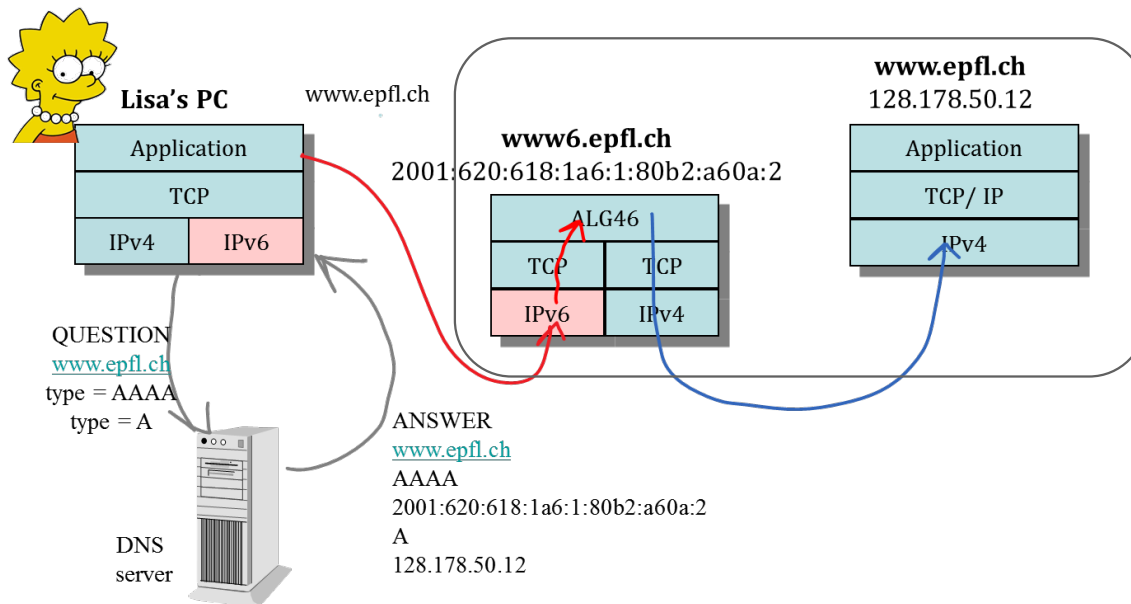 Lisa's PC
www.epfl.ch
Application
TCP
IPv4 IPv6
www6.epfl.ch
2001:620:618:1a6:1:80b2:a60a:2
ALG46
TCP TCP
IPv6 IPv4
www.epfl.ch
128.178.50.12
Application
TCP/ IP
IPv4
QUESTION
www.epfl.ch
type = AAAA
type = A
DNS
server
ANSWER
www.epfl.ch
AAAA
2001:620:618:1a6:1:80b2:a60a:2
A
128.178.50.12